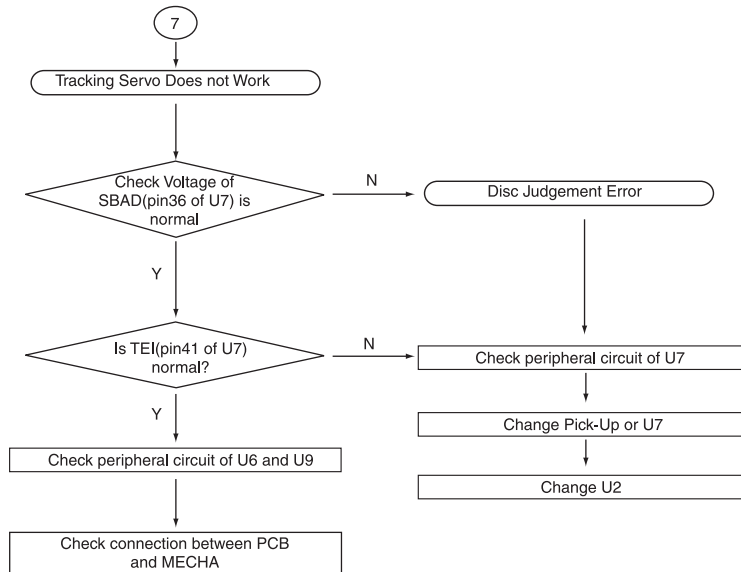 7
Tracking Servo Does not Work
Check Voltage of
SBAD(pin36 of U7) is
normal
N
Disc Judgement Error
Y
Is TEI(pin41 of U7)
normal?
N
Check peripheral circuit of U7
Y
Change Pick-Up or U7
Check peripheral circuit of U6 and U9
Change U2
Check connection between PCB
and MECHA